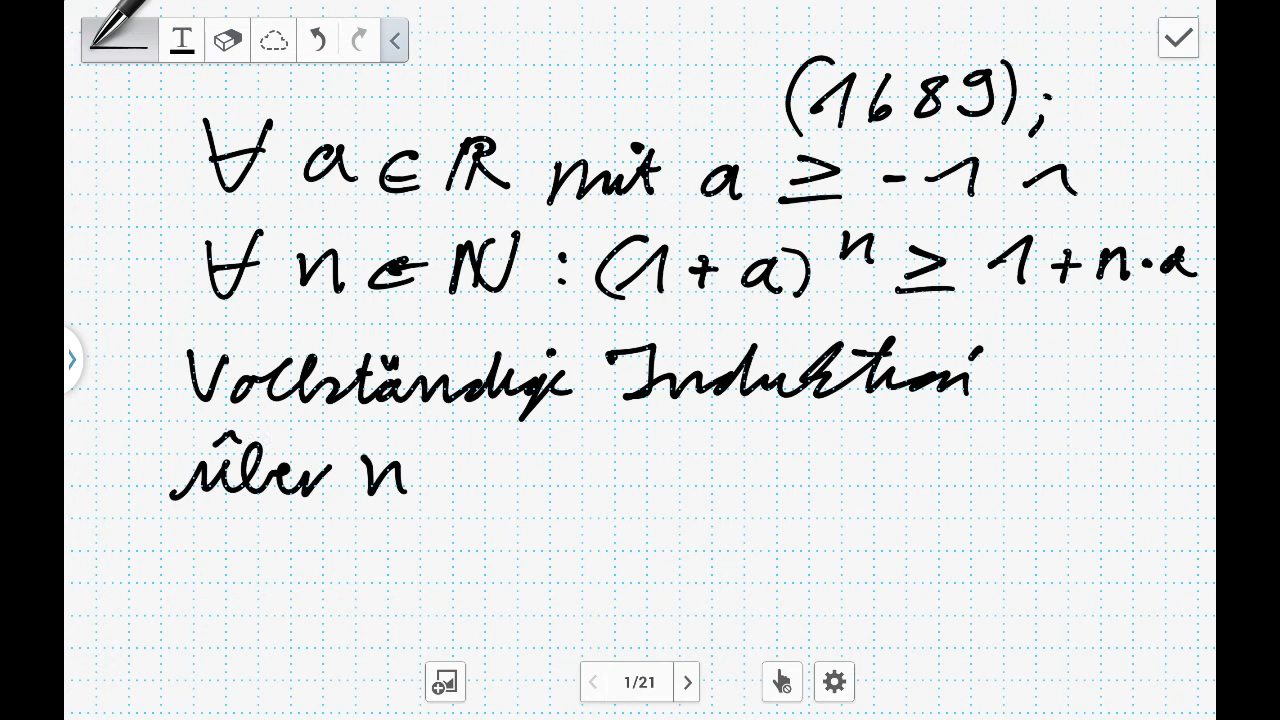 T
(1689);
∀ a ∈ ℝ mit a ≥ -1 ∧
∀ n ∈ ℕ : (1+a)ⁿ ≥ 1+n·a
Vollständige Induktion
über n
1/21